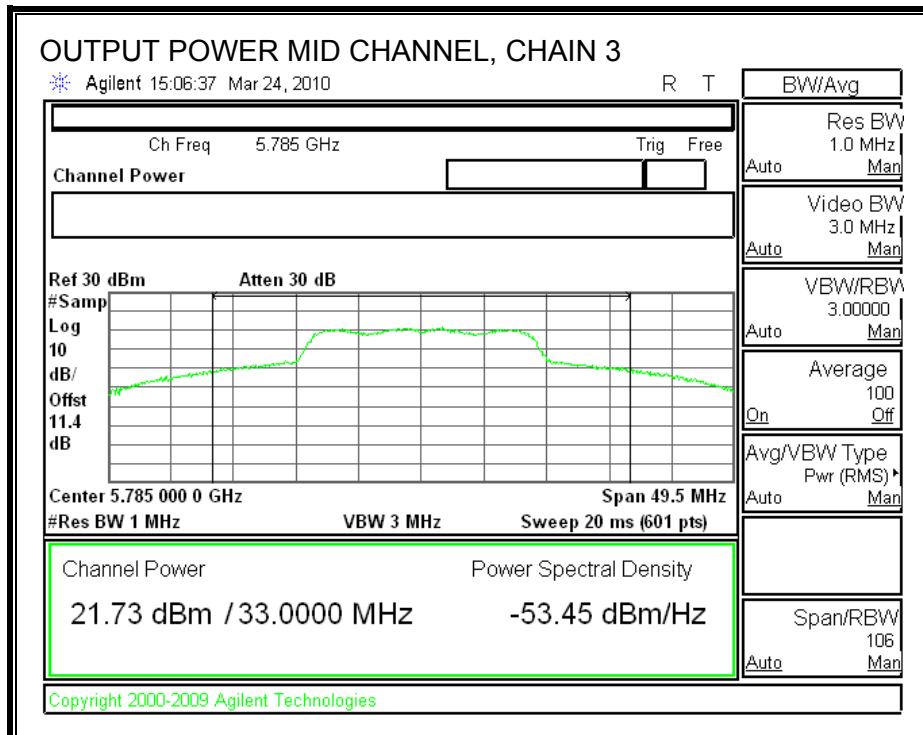 OUTPUT POWER MID CHANNEL, CHAIN 3
Agilent 15:06:37 Mar 24, 2010 R T
BW/Avg
Ch Freq 5.785 GHz Trig Free
Channel Power
Res BW
1.0 MHz
Auto Man
Video BW
3.0 MHz
Auto Man
Ref 30 dBm Atten 30 dB
#Samp
Log
10
dB/
Offst
11.4
dB
VBW/RBW
3.00000
Auto Man
Average
100
On Off
Avg/VBW Type
Pwr (RMS)
Auto Man
Center 5.785 000 0 GHz Span 49.5 MHz
#Res BW 1 MHz VBW 3 MHz Sweep 20 ms (601 pts)
Channel Power Power Spectral Density
21.73 dBm / 33.0000 MHz -53.45 dBm/Hz
Span/RBW
106
Auto Man
Copyright 2000-2009 Agilent Technologies